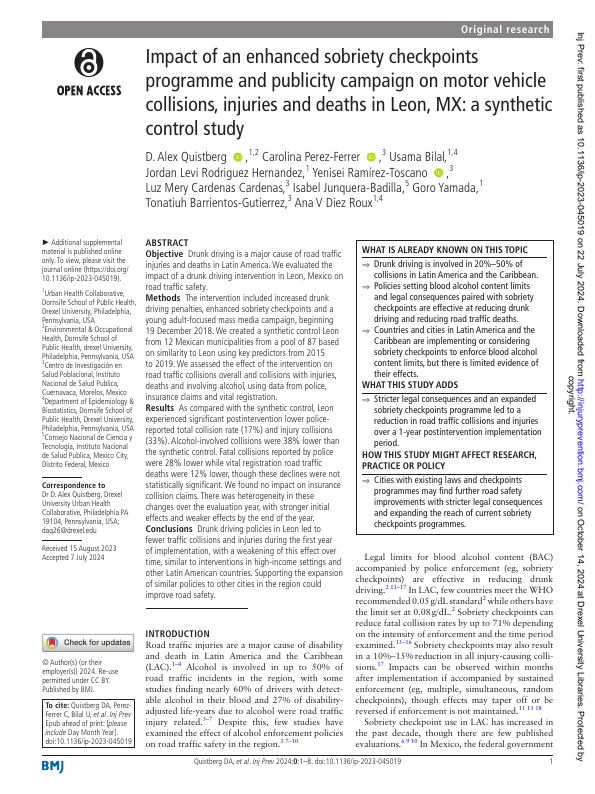 Original research
OPEN ACCESS
Impact of an enhanced sobriety checkpoints
programme and publicity campaign on motor vehicle
collisions, injuries and deaths in Leon, MX: a synthetic
control study
D. Alex Quistberg ,1,2 Carolina Perez-Ferrer ,3 Usama Bilal,1,4
Jordan Levi Rodriguez Hernandez,1 Yenisei Ramírez-Toscano ,3
Luz Mery Cardenas Cardenas,3 Isabel Junquera-Badilla,5 Goro Yamada,1
Tonatiuh Barrientos-Gutierrez,3 Ana V Diez Roux1,4
► Additional supplemental
material is published online
only. To view, please visit the
journal online (https://doi.org/
10.1136/ip-2023-045019).
1Urban Health Collaborative,
Dornsife School of Public Health,
Drexel University, Philadelphia,
Pennsylvania, USA
2Environmental & Occupational
Health, Dornsife School of
Public Health, drexel University,
Philadelphia, Pennsylvania, USA
3Centro de Investigación en
Salud Poblacional, Instituto
Nacional de Salud Publica,
Cuernavaca, Morelos, Mexico
4Department of Epidemiology &
Biostatistics, Dornsife School of
Public Health, Drexel University,
Philadelphia, Pennsylvania, USA
5Consejo Nacional de Ciencia y
Tecnología, Instituto Nacional
de Salud Publica, Mexico City,
Distrito Federal, Mexico
Correspondence to
Dr D. Alex Quistberg, Drexel
University Urban Health
Collaborative, Philadelphia PA
19104, Pennsylvania, USA;
daq26@drexel.edu
Received 15 August 2023
Accepted 7 July 2024
Check for updates
© Author(s) (or their
employer(s)) 2024. Re-use
permitted under CC BY.
Published by BMJ.
To cite: Quistberg DA, Perez-
Ferrer C, Bilal U, et al. Inj Prev
Epub ahead of print: [please
include Day Month Year].
doi:10.1136/ip-2023-045019
ABSTRACT
Objective Drunk driving is a major cause of road traffic
injuries and deaths in Latin America. We evaluated the
impact of a drunk driving intervention in Leon, Mexico on
road traffic safety.
Methods The intervention included increased drunk
driving penalties, enhanced sobriety checkpoints and a
young adult-focused mass media campaign, beginning
19 December 2018. We created a synthetic control Leon
from 12 Mexican municipalities from a pool of 87 based
on similarity to Leon using key predictors from 2015
to 2019. We assessed the effect of the intervention on
road traffic collisions overall and collisions with injuries,
deaths and involving alcohol, using data from police,
insurance claims and vital registration.
Results As compared with the synthetic control, Leon
experienced significant postintervention lower police-
reported total collision rate (17%) and injury collisions
(33%). Alcohol-involved collisions were 38% lower than
the synthetic control. Fatal collisions reported by police
were 28% lower while vital registration road traffic
deaths were 12% lower, though these declines were not
statistically significant. We found no impact on insurance
collision claims. There was heterogeneity in these
changes over the evaluation year, with stronger initial
effects and weaker effects by the end of the year.
Conclusions Drunk driving policies in Leon led to
fewer traffic collisions and injuries during the first year
of implementation, with a weakening of this effect over
time, similar to interventions in high-income settings and
other Latin American countries. Supporting the expansion
of similar policies to other cities in the region could
improve road safety.
INTRODUCTION
Road traffic injuries are a major cause of disability
and death in Latin America and the Caribbean
(LAC).1–4 Alcohol is involved in up to 50% of
road traffic incidents in the region, with some
studies finding nearly 60% of drivers with detect-
able alcohol in their blood and 27% of disability-
adjusted life-years due to alcohol were road traffic
injury related.3–7 Despite this, few studies have
examined the effect of alcohol enforcement policies
on road traffic safety in the region.3 7–10
WHAT IS ALREADY KNOWN ON THIS TOPIC
⇒ Drunk driving is involved in 20%–50% of
collisions in Latin America and the Caribbean.
⇒ Policies setting blood alcohol content limits
and legal consequences paired with sobriety
checkpoints are effective at reducing drunk
driving and reducing road traffic deaths.
⇒ Countries and cities in Latin America and the
Caribbean are implementing or considering
sobriety checkpoints to enforce blood alcohol
content limits, but there is limited evidence of
their effects.
WHAT THIS STUDY ADDS
⇒ Stricter legal consequences and an expanded
sobriety checkpoints programme led to a
reduction in road traffic collisions and injuries
over a 1-year postintervention implementation
period.
HOW THIS STUDY MIGHT AFFECT RESEARCH,
PRACTICE OR POLICY
⇒ Cities with existing laws and checkpoints
programmes may find further road safety
improvements with stricter legal consequences
and expanding the reach of current sobriety
checkpoints programmes.
Legal limits for blood alcohol content (BAC)
accompanied by police enforcement (eg, sobriety
checkpoints) are effective in reducing drunk
driving.2 11–17 In LAC, few countries meet the WHO
recommended 0.05 g/dL standard2 while others have
the limit set at 0.08 g/dL.2 Sobriety checkpoints can
reduce fatal collision rates by up to 71% depending
on the intensity of enforcement and the time period
examined.13–16 Sobriety checkpoints may also result
in a 10%–15% reduction in all injury-causing colli-
sions.17 Impacts can be observed within months
after implementation if accompanied by sustained
enforcement (eg, multiple, simultaneous, random
checkpoints), though effects may taper off or be
reversed if enforcement is not maintained.11 13 18
Sobriety checkpoint use in LAC has increased in
the past decade, though there are few published
evaluations.6 9 10 In Mexico, the federal government
BMJ
Quistberg DA, et al. Inj Prev 2024;0:1–8. doi:10.1136/ip-2023-045019
1
Inj Prev: first published as 10.1136/ip-2023-045019 on 22 July 2024. Downloaded from http://injuryprevention.bmj.com/ on October 14, 2024 at Drexel University Libraries. Protected by
copyright.